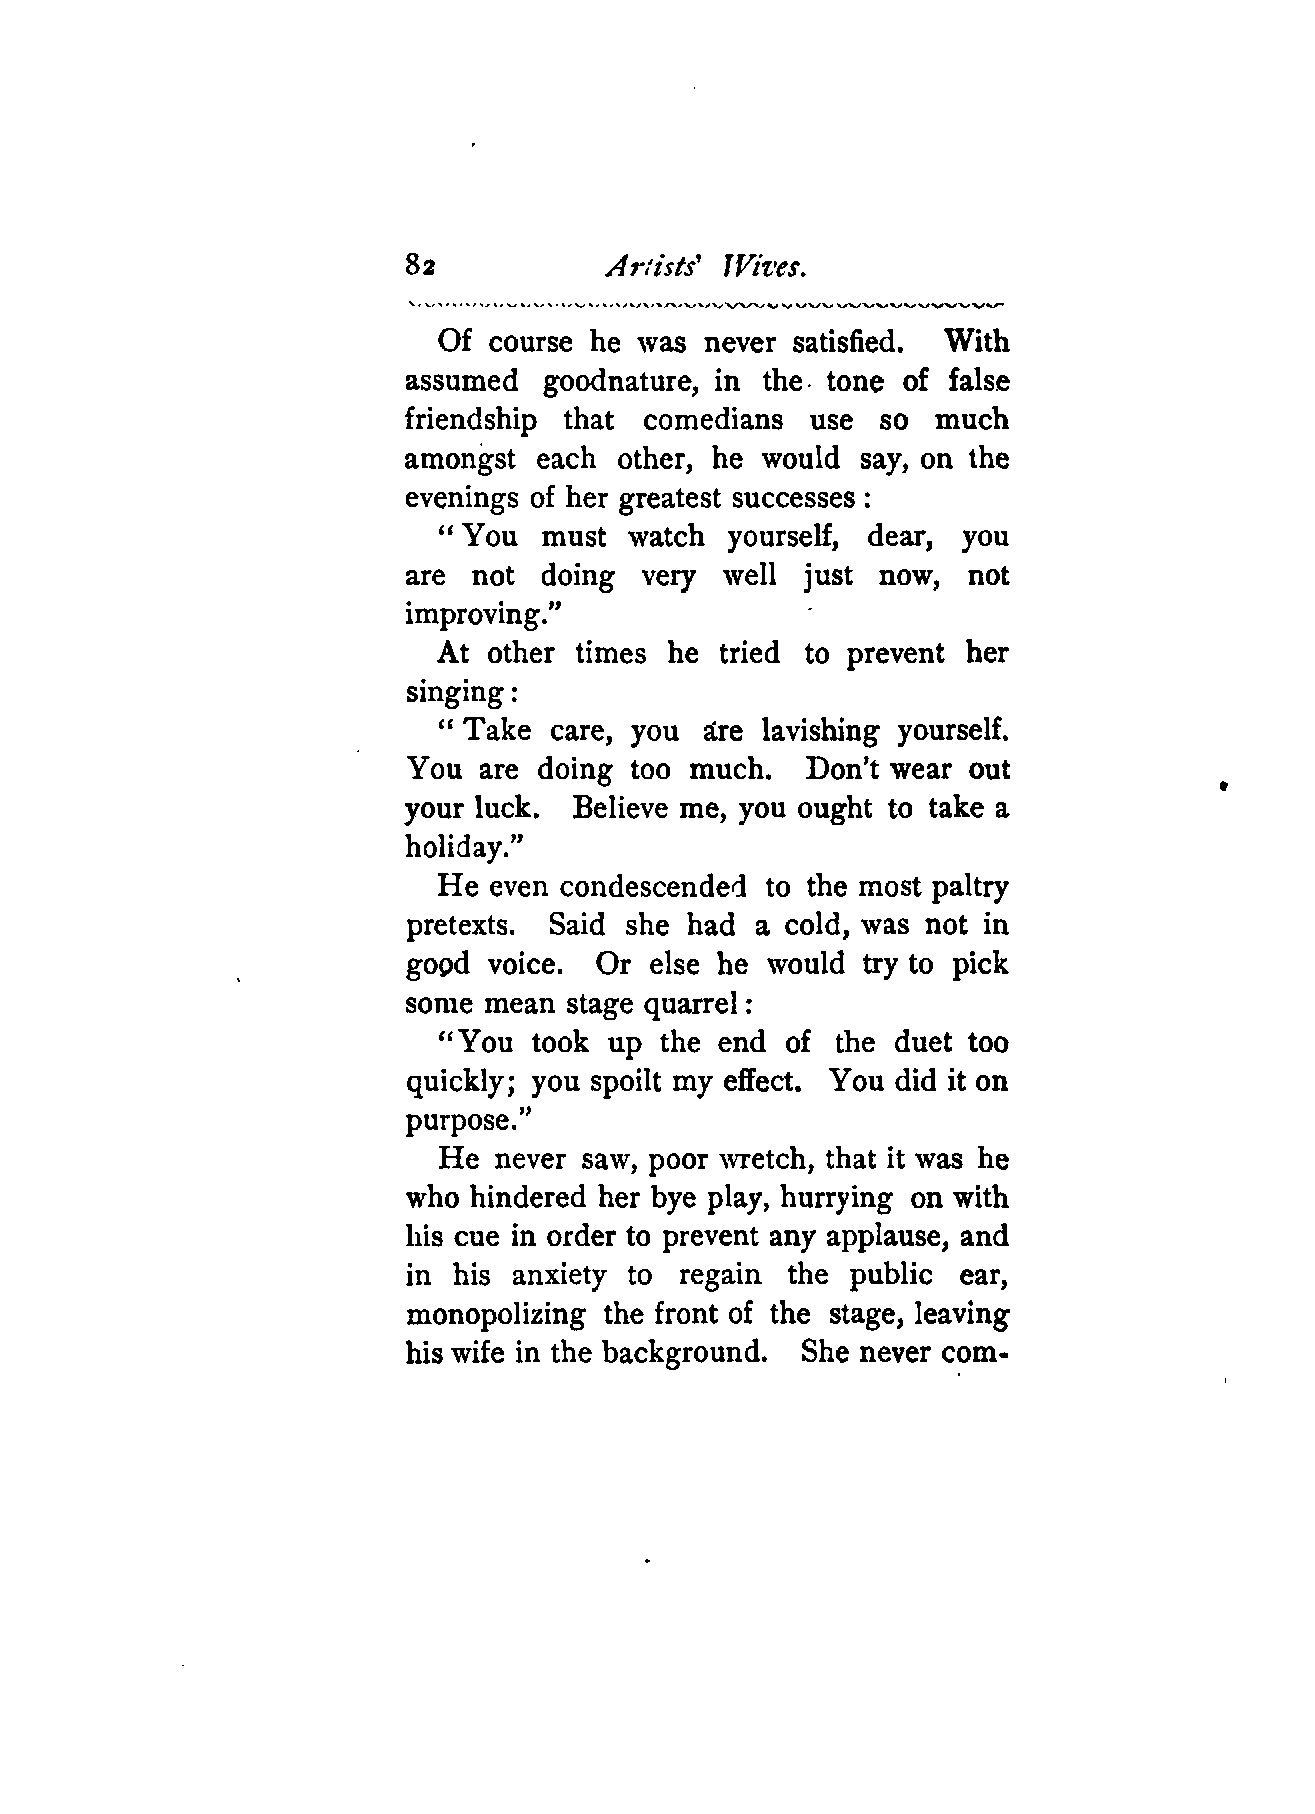 82 Artists' Wives.
Of course he was never satisfied. With
assumed goodnature, in the tone of false
friendship that comedians use so much
amongst each other, he would say, on the
evenings of her greatest successes :
“ You must watch yourself, dear, you
are not doing very well just now, not
improving.”
At other times he tried to prevent her
singing :
“ Take care, you are lavishing yourself.
You are doing too much. Don't wear out
your luck. Believe me, you ought to take a
holiday.”
He even condescended to the most paltry
pretexts. Said she had a cold, was not in
good voice. Or else he would try to pick
some mean stage quarrel :
“You took up the end of the duet too
quickly; you spoilt my effect. You did it on
purpose.”
He never saw, poor wretch, that it was he
who hindered her bye play, hurrying on with
his cue in order to prevent any applause, and
in his anxiety to regain the public ear,
monopolizing the front of the stage, leaving
his wife in the background. She never com-